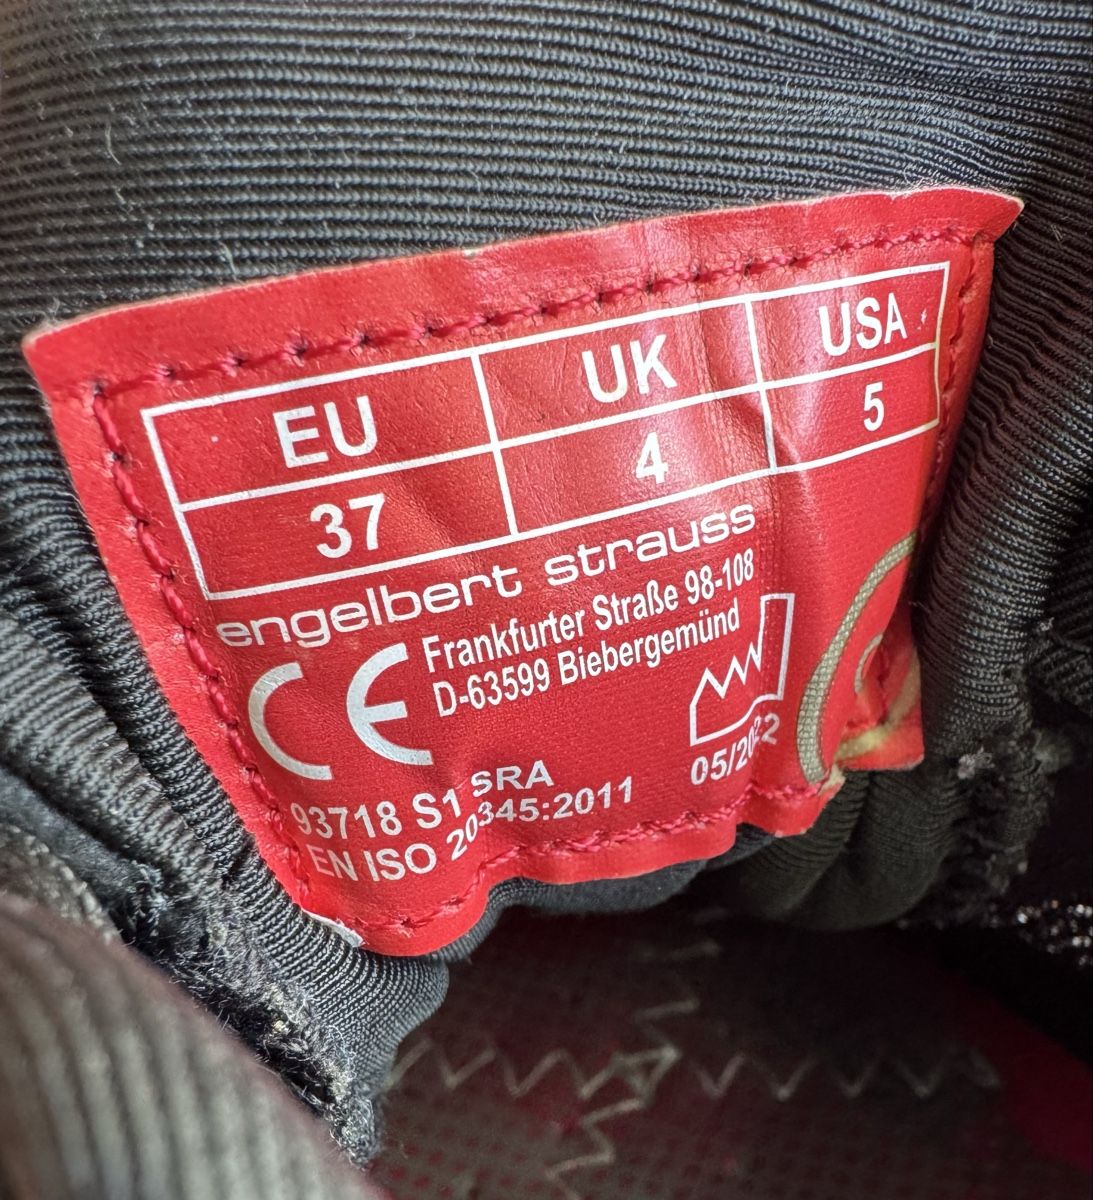 EU UK USA
37 4 5
engelbert strauss
CE Frankfurter Straße 98-108
D-63599 Biebergemünd
93718 S1 SRA
EN ISO 20345:2011
05/2022